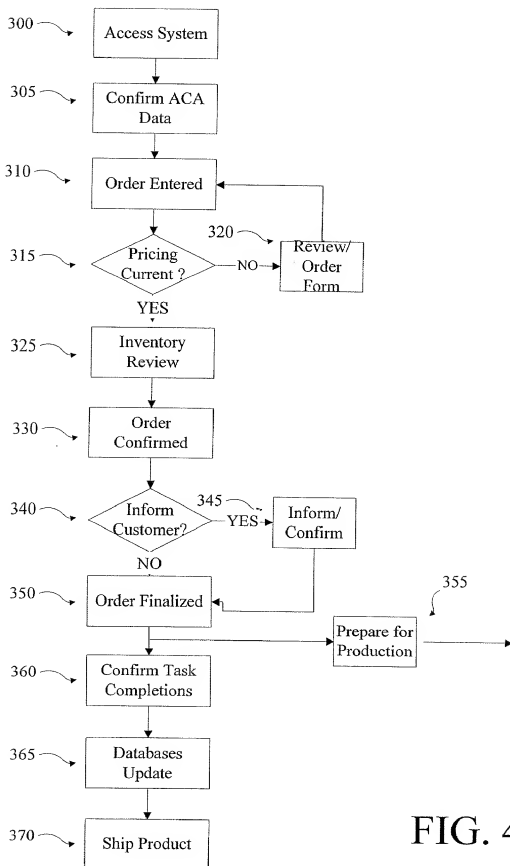 300
Access System
305
Confirm ACA
Data
310
Order Entered
320
315
Pricing
Current ?
NO
Review/
Order
Form
YES
325
Inventory
Review
330
Order
Confirmed
340
345
Inform
Customer?
YES
Inform/
Confirm
NO
350
Order Finalized
355
Prepare for
Production
360
Confirm Task
Completions
365
Databases
Update
370
Ship Product
FIG. 4